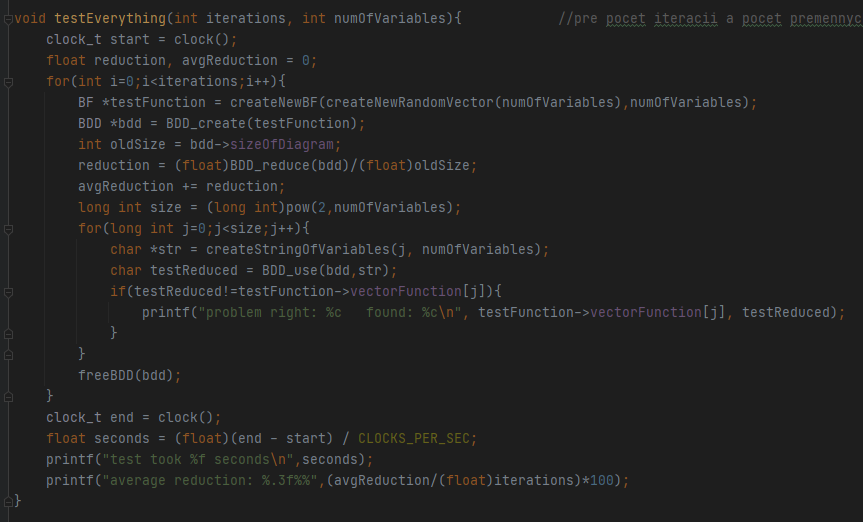 void testEverything(int iterations, int numOfVariables){ //pre pocet iteracii a pocet
clock_t start = clock();
float reduction, avgReduction = 0;
for(int i=0;i<iterations;i++){
BF *testFunction = createNewBF(createNewRandomVector(numOfVariables),numOfVariables);
BDD *bdd = BDD_create(testFunction);
int oldSize = bdd->sizeOfDiagram;
reduction = (float)BDD_reduce(bdd)/(float)oldSize;
avgReduction += reduction;
long int size = (long int)pow(2,numOfVariables);
for(long int j=0;j<size;j++){
char *str = createStringOfVariables(j, numOfVariables);
char testReduced = BDD_use(bdd,str);
if(testReduced!=testFunction->vectorFunction[j]){
printf("problem right: %c   found: %c\n", testFunction->vectorFunction[j], testReduced);
}
}
freeBDD(bdd);
}
clock_t end = clock();
float seconds = (float)(end - start) / CLOCKS_PER_SEC;
printf("test took %f seconds\n",seconds);
printf("average reduction: %.3f%%",(avgReduction/(float)iterations)*100);
}